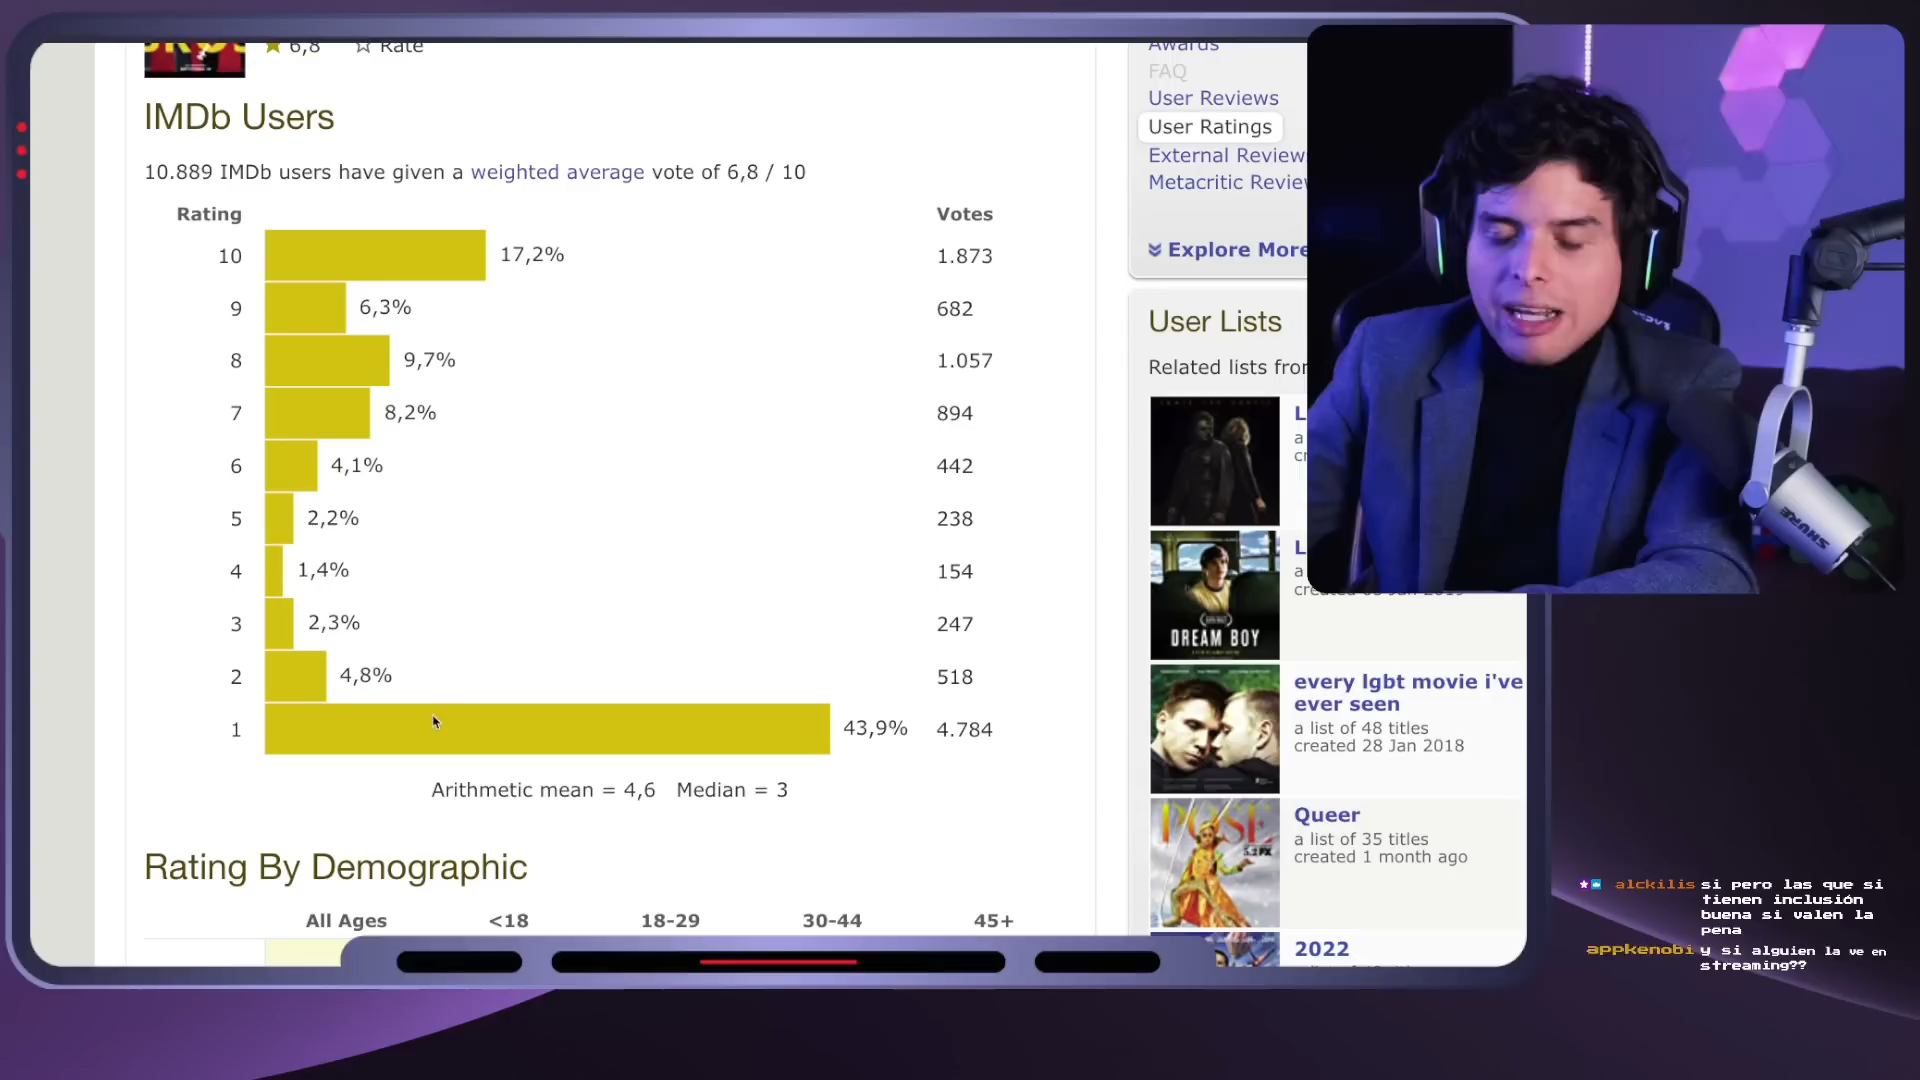 6,8 Rate
IMDb Users
10.889 IMDb users have given a weighted average vote of 6,8 / 10
Rating Votes
10 17,2% 1.873
9 6,3% 682
8 9,7% 1.057
7 8,2% 894
6 4,1% 442
5 2,2% 238
4 1,4% 154
3 2,3% 247
2 4,8% 518
1 43,9% 4.784
Arithmetic mean = 4,6 Median = 3
Rating By Demographic
All Ages <18 18-29 30-44 45+
Awards
FAQ
User Reviews
User Ratings
External Reviews
Metacritic Review
Explore More
User Lists
Related lists from
L
a
cr
DREAM BOY
L
a
every lgbt movie i've
ever seen
a list of 48 titles
created 28 Jan 2018
POSE
Queer
a list of 35 titles
created 1 month ago
2022
SHURE
alckilis si pero las que si
tienen inclusión
buena si valen la
pena
appkenobi y si alguien la ve en
streaming??